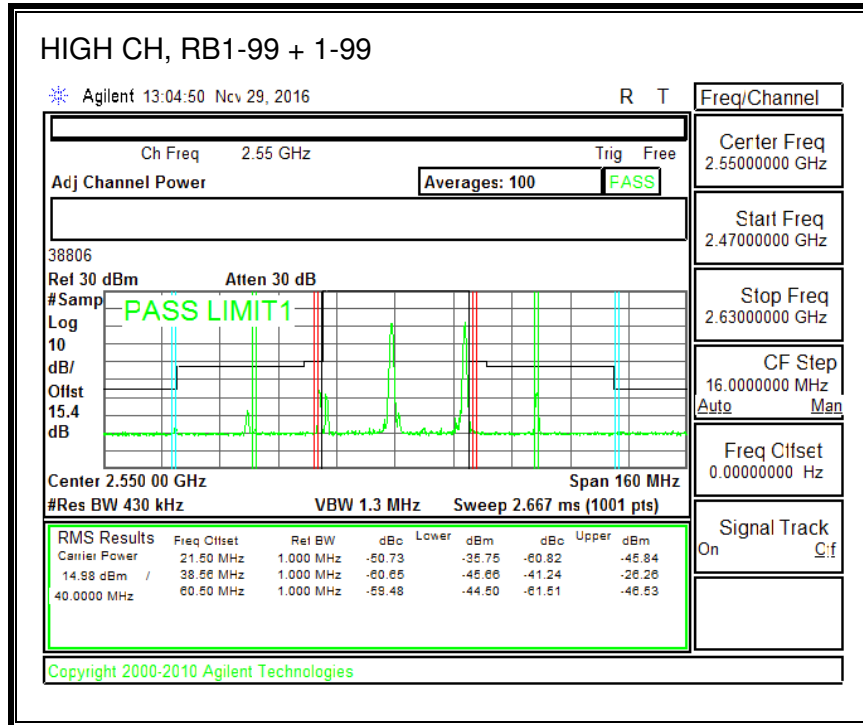 HIGH CH, RB1-99 + 1-99
Agilent 13:04:50 Nov 29, 2016 R T
Freq/Channel
Ch Freq 2.55 GHz Trig Free
Adj Channel Power Averages: 100 PASS
Center Freq
2.55000000 GHz
Start Freq
2.47000000 GHz
Stop Freq
2.63000000 GHz
CF Step
16.0000000 MHz
Auto Man
Freq Offset
0.00000000 Hz
Signal Track
On Off
38806
Ref 30 dBm Atten 30 dB
#Samp
Log
10
dB/
Offst
15.4
dB
PASS LIMIT1
Center 2.550 00 GHz Span 160 MHz
#Res BW 430 kHz VBW 1.3 MHz Sweep 2.667 ms (1001 pts)
RMS Results Freq Offset Ref BW dBc Lower dBm dBc Upper dBm
Carrier Power 21.50 MHz 1.000 MHz -50.73 -35.75 -60.82 -45.84
14.98 dBm / 38.56 MHz 1.000 MHz -60.65 -45.66 -41.24 -26.26
40.0000 MHz 60.50 MHz 1.000 MHz -59.48 -44.50 -61.51 -46.53
Copyright 2000-2010 Agilent Technologies